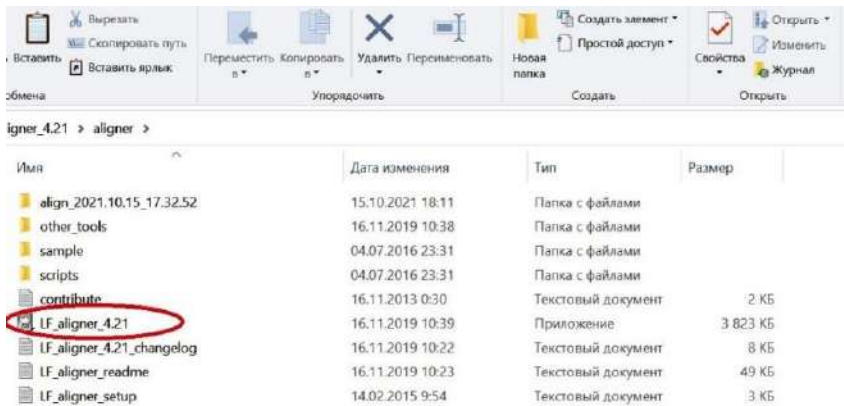 Вырезать
Скопировать путь
Вставить
Вставить ярлык
Переместить в
Копировать в
Удалить
Переименовать
Новая папка
Создать элемент
Простой доступ
Свойства
Открыть
Изменить
Журнал
обмена
Упорядочить
Создать
Открыть
igner_4.21 > aligner >
Имя Дата изменения Тип Размер
align_2021.10.15_17.32.52 15.10.2021 18:11 Папка с файлами
other_tools 16.11.2019 10:38 Папка с файлами
sample 04.07.2016 23:31 Папка с файлами
scripts 04.07.2016 23:31 Папка с файлами
contribute 16.11.2013 0:30 Текстовый документ 2 КБ
LF_aligner_4.21 16.11.2019 10:39 Приложение 3 823 КБ
LF_aligner_4.21_changelog 16.11.2019 10:22 Текстовый документ 8 КБ
LF_aligner_readme 16.11.2019 10:23 Текстовый документ 49 КБ
LF_aligner_setup 14.02.2015 9:54 Текстовый документ 3 КБ